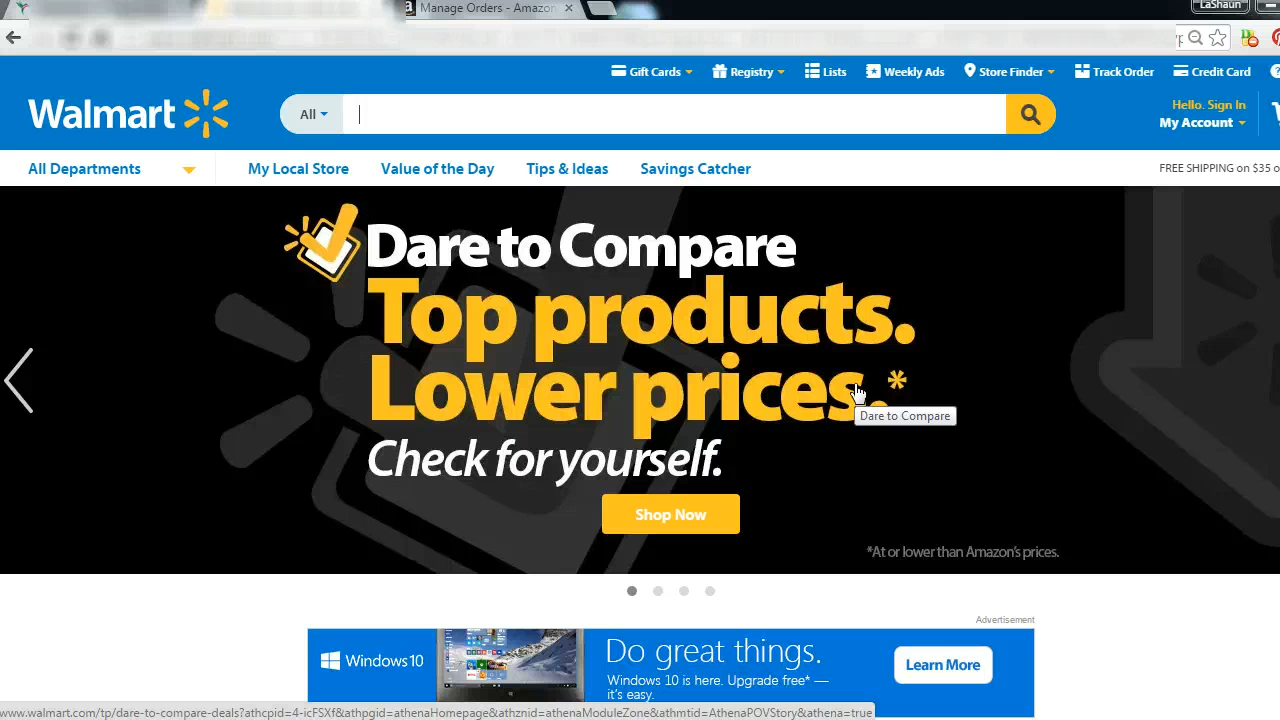 LaShaun
Manage Orders - Amazon
Gift Cards
Registry
Lists
Weekly Ads
Store Finder
Track Order
Credit Card
Walmart
All
Hello. Sign In
My Account
All Departments
My Local Store
Value of the Day
Tips & Ideas
Savings Catcher
FREE SHIPPING on $35 o
Dare to Compare
Top products.
Lower prices.*
Dare to Compare
Check for yourself.
Shop Now
*At or lower than Amazon's prices.
Advertisement
Windows 10
Do great things.
Windows 10 is here. Upgrade free* —
it's easy.
Learn More
www.walmart.com/tp/dare-to-compare-deals?athcpid=4-icFSXf&athpgid=athenaHomepage&athznid=athenaModuleZone&athmtid=AthenaPOVStory&athena=true